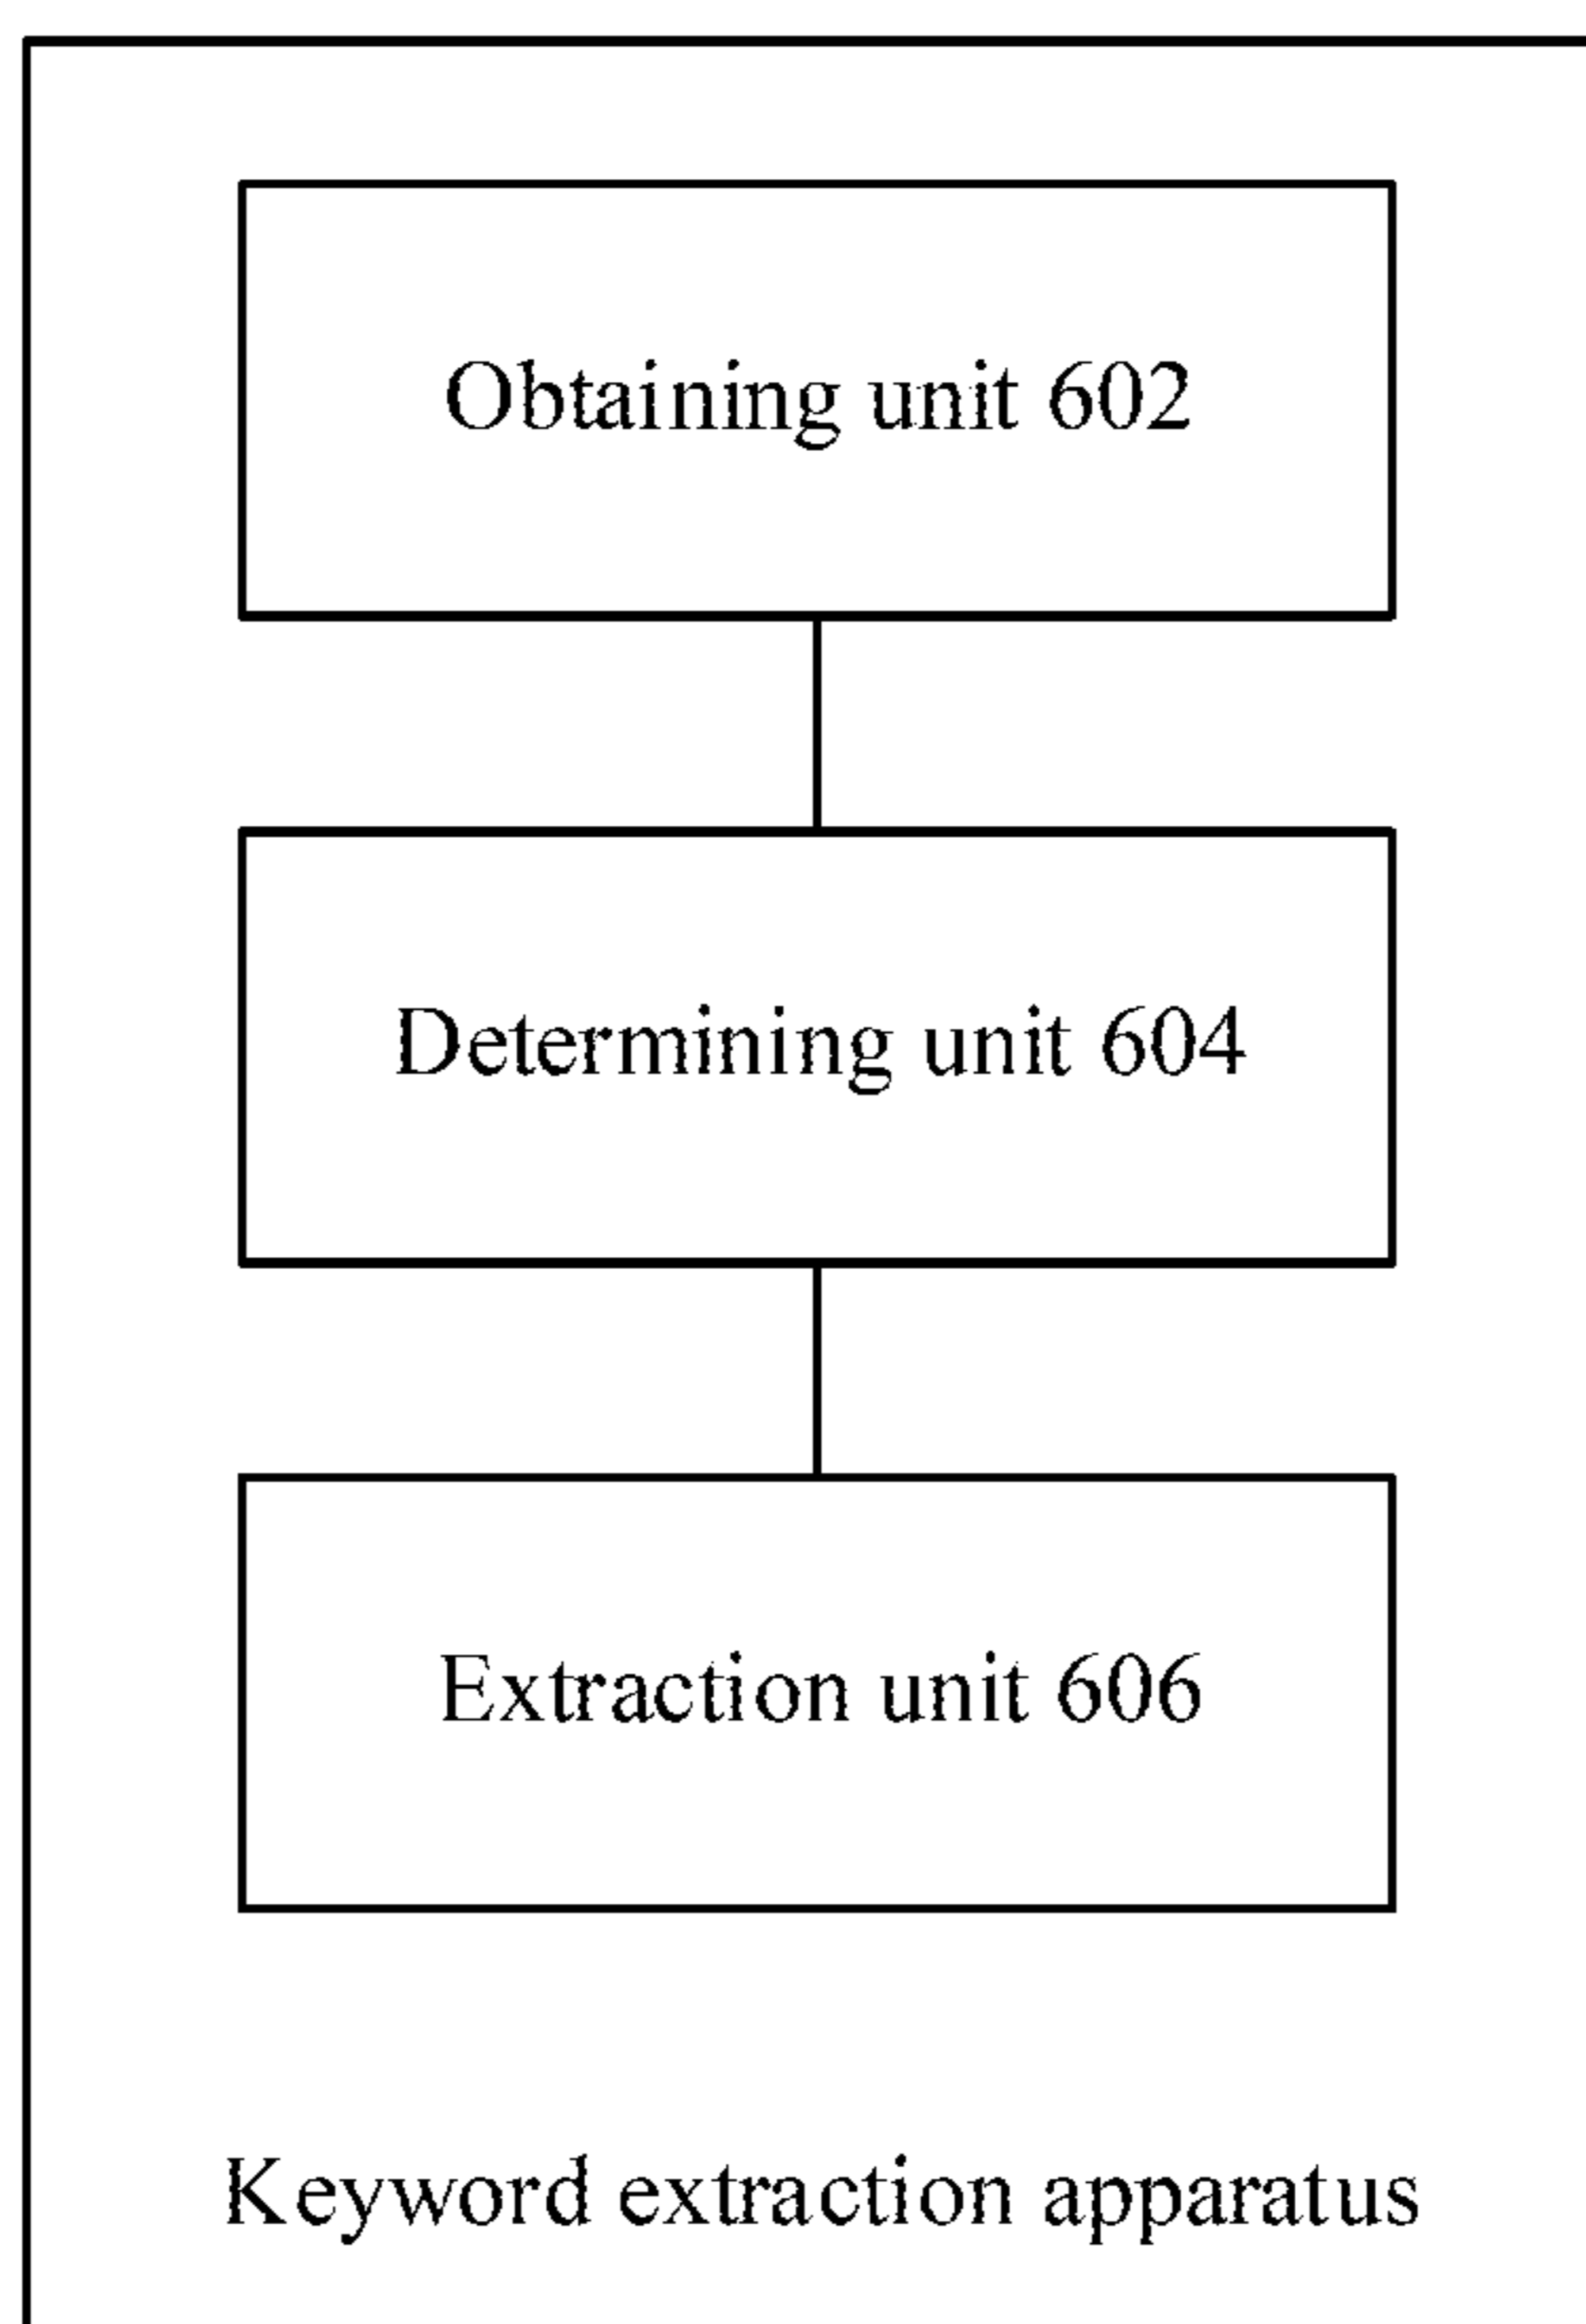 Obtaining unit 602
Determining unit 604
Extraction unit 606
Keyword extraction apparatus